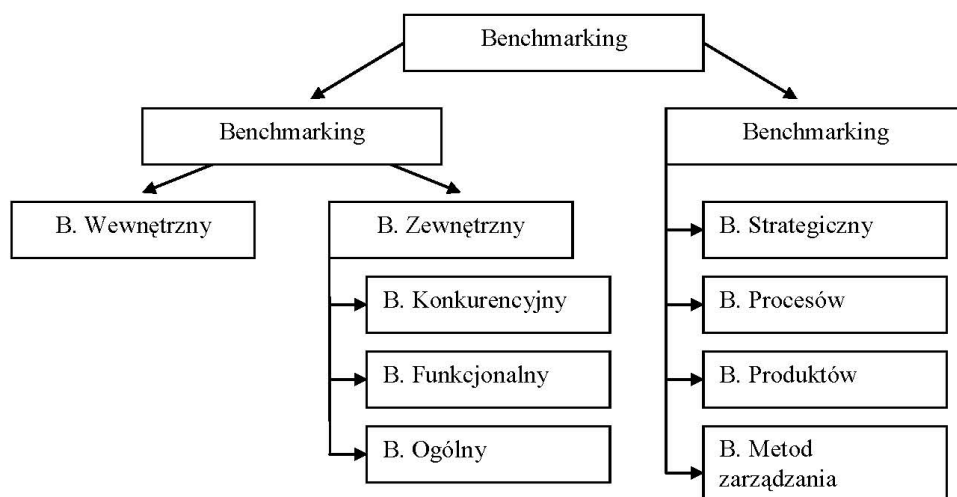 Benchmarking
Benchmarking
Benchmarking
B. Wewnętrzny
B. Zewnętrzny
B. Strategiczny
B. Konkurencyjny
B. Procesów
B. Funkcjonalny
B. Produktów
B. Ogólny
B. Metod
zarządzania